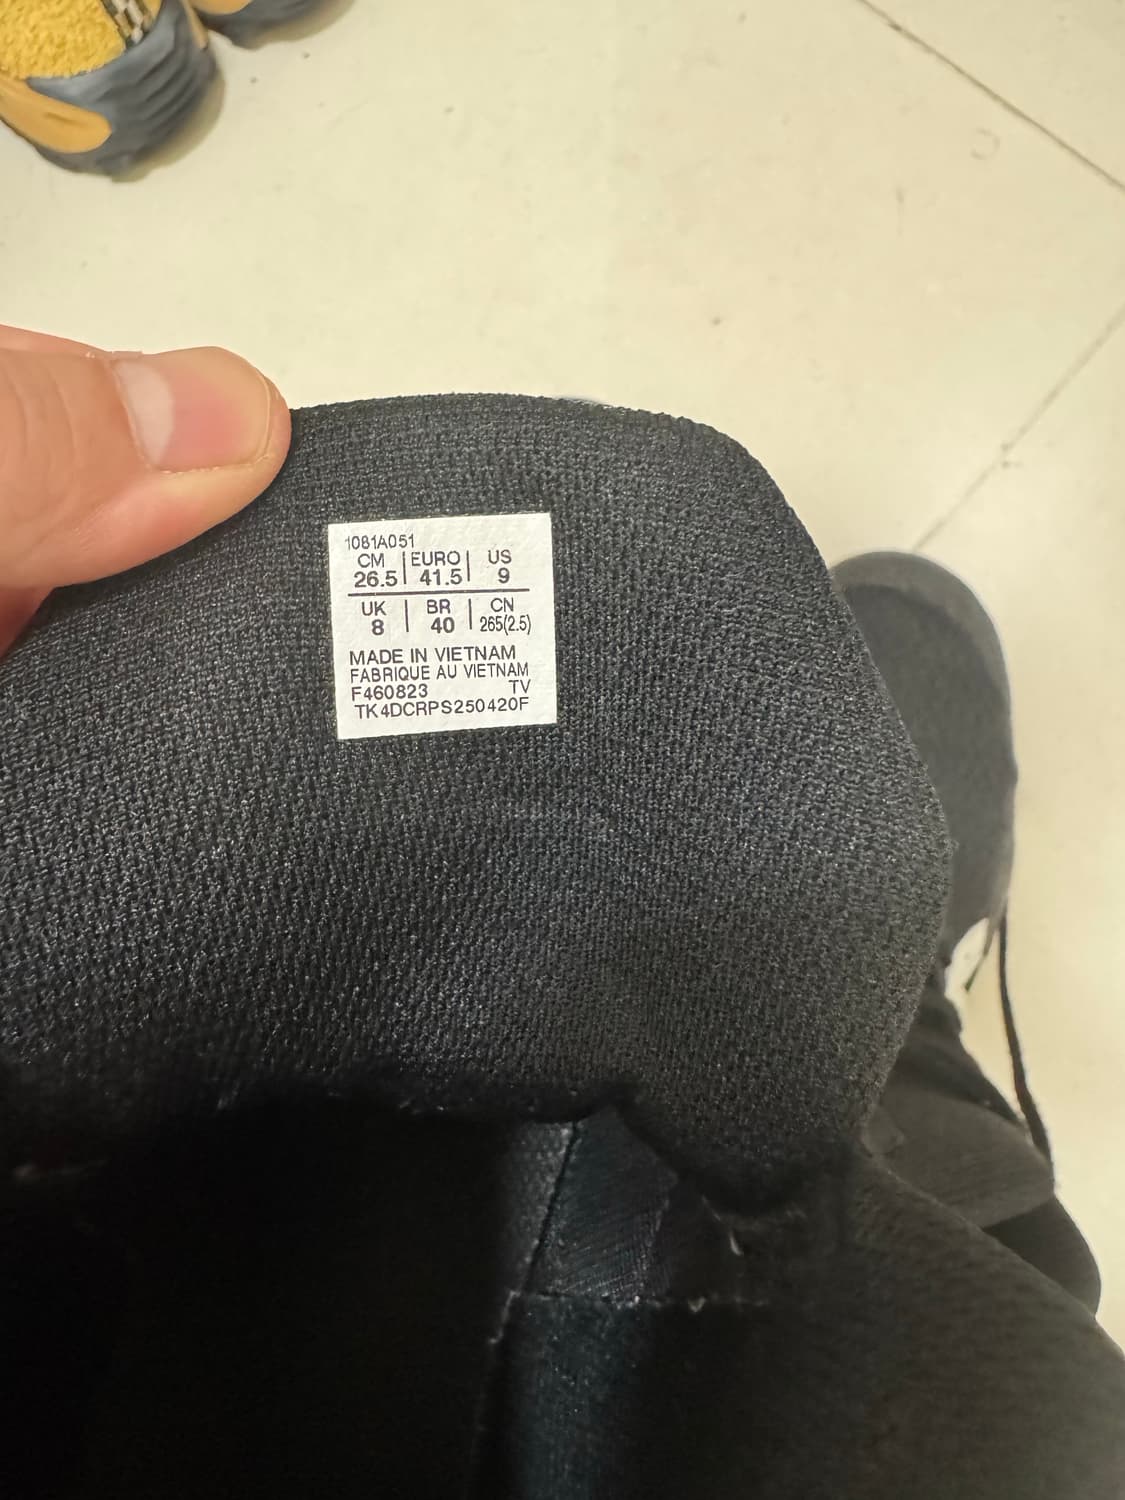 1081A051
CM | EURO | US
26.5 | 41.5 | 9
UK | BR | CN
8 | 40 | 265(2.5)
MADE IN VIETNAM
FABRIQUE AU VIETNAM
F460823 TV
TK4DCRPS250420F